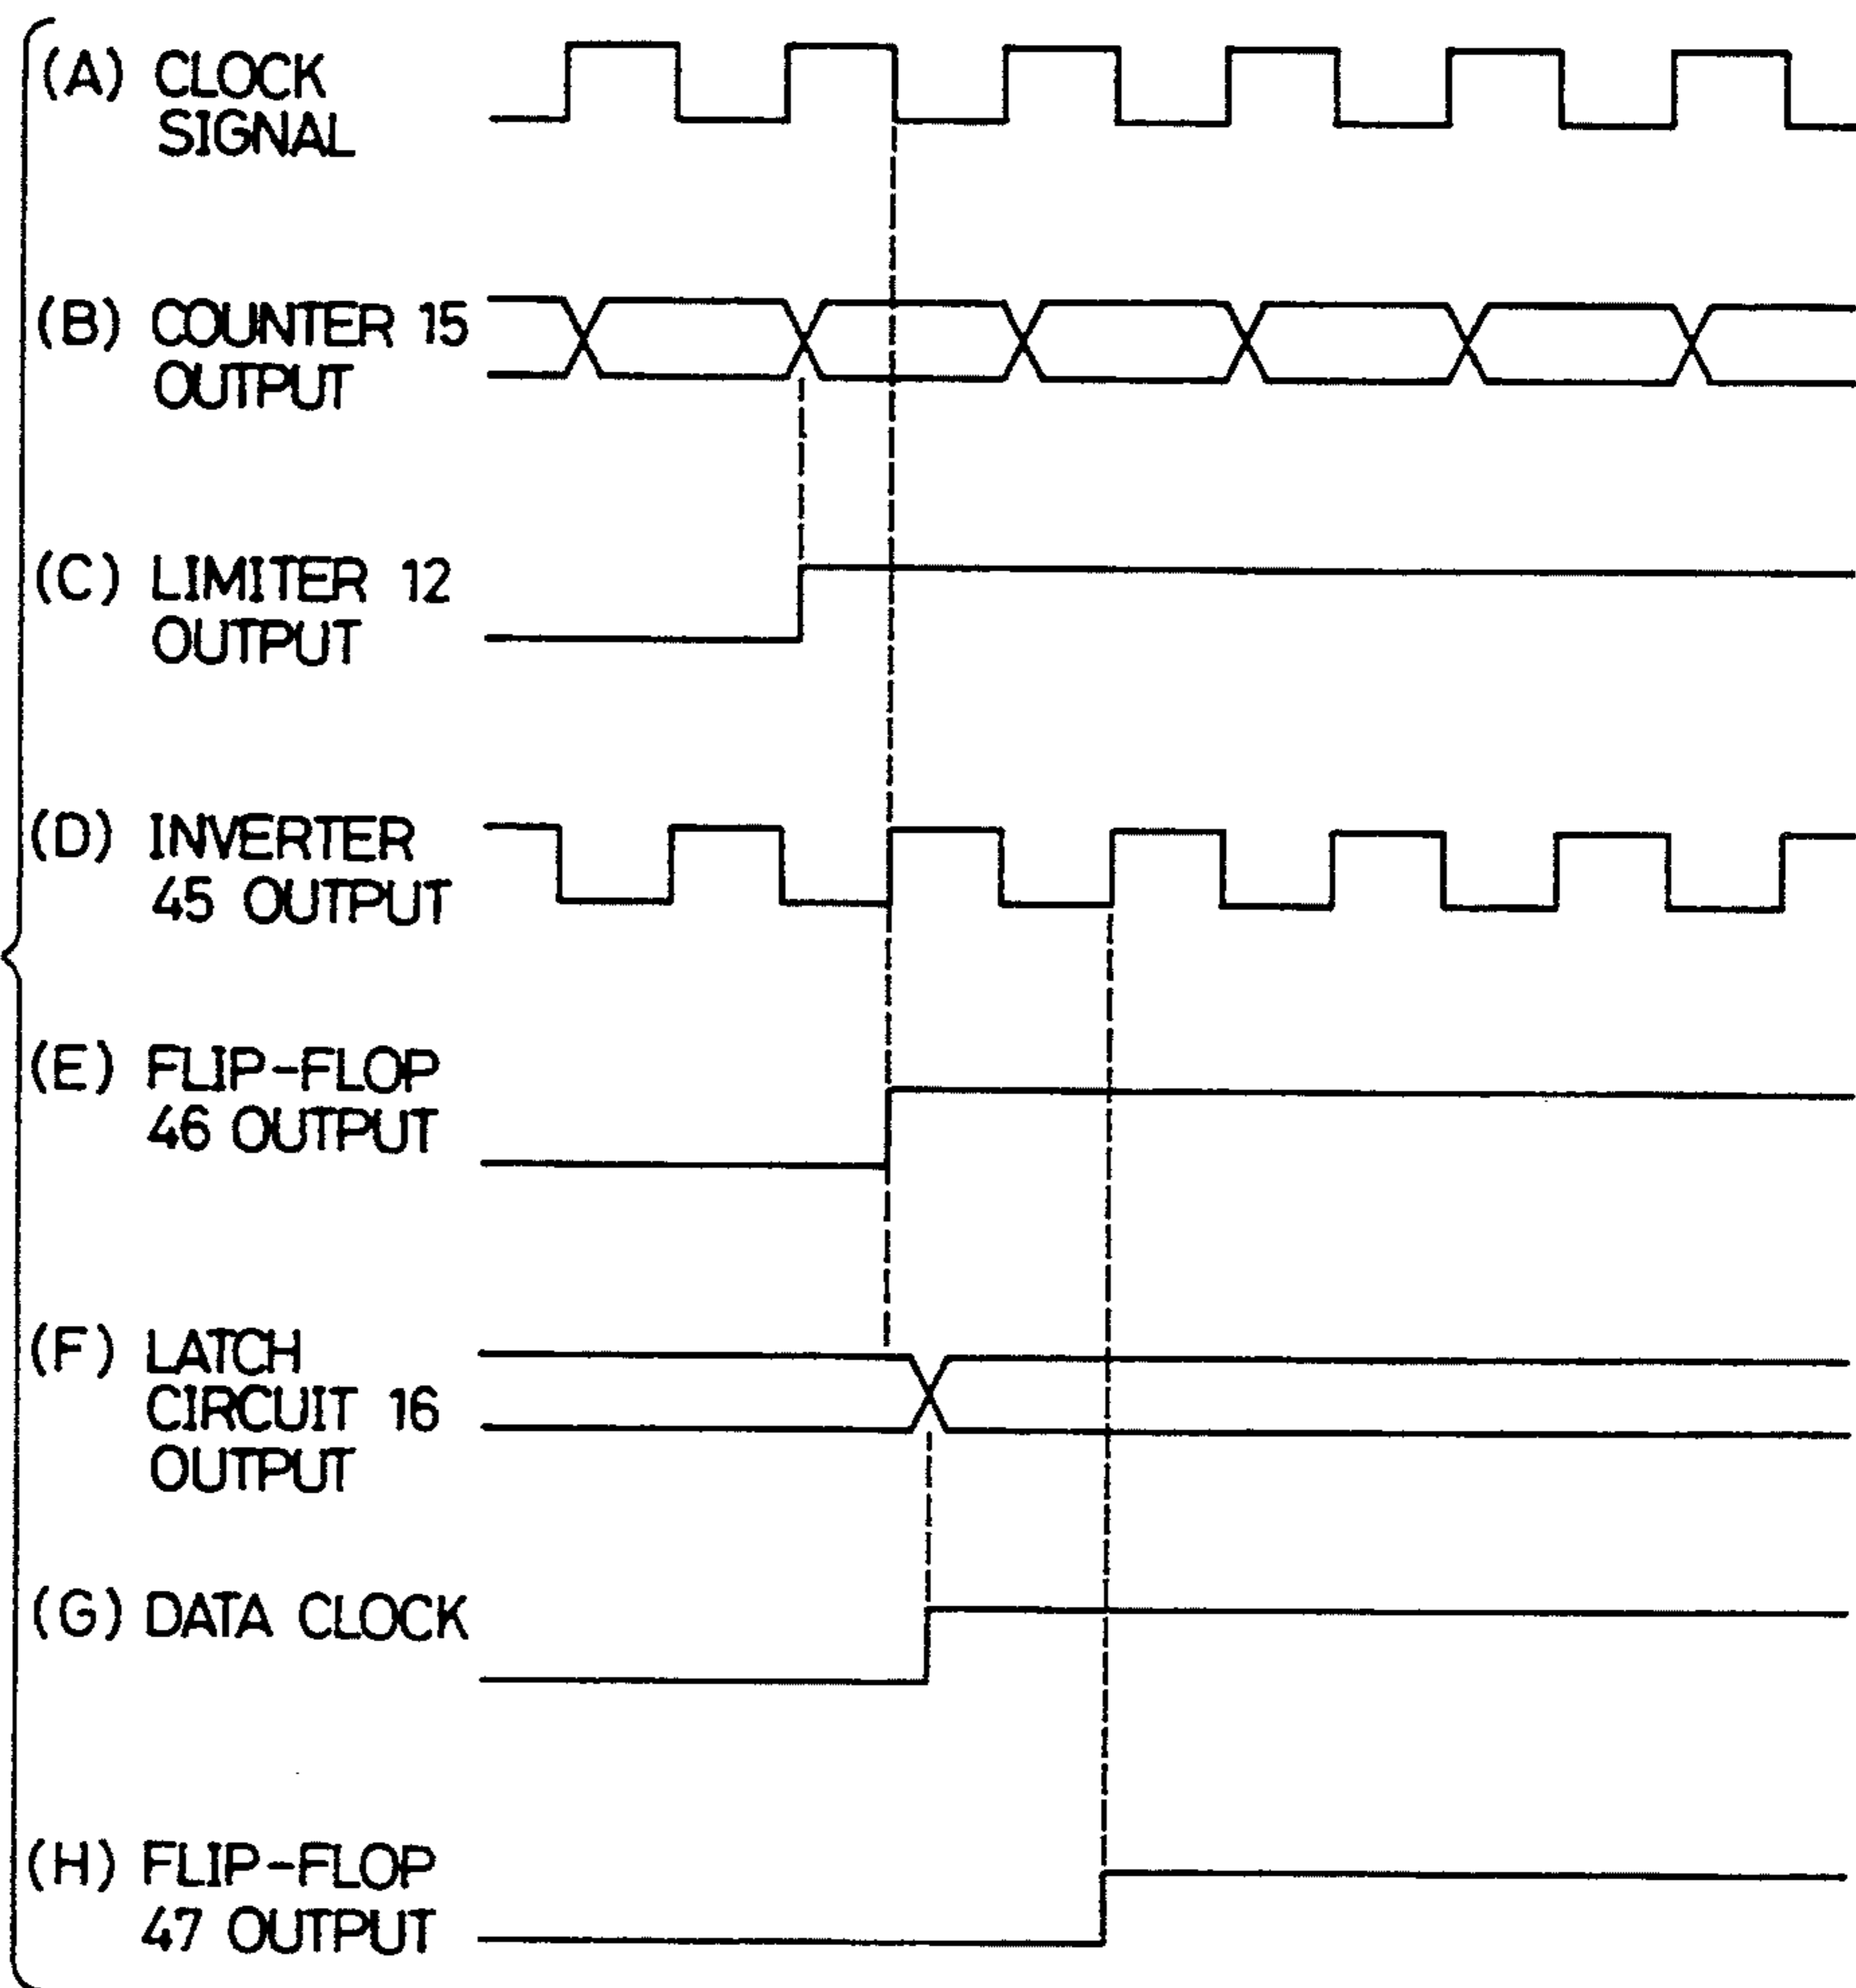 (A) CLOCK
SIGNAL
(B) COUNTER 15
OUTPUT
(C) LIMITER 12
OUTPUT
(D) INVERTER
45 OUTPUT
(E) FLIP-FLOP
46 OUTPUT
(F) LATCH
CIRCUIT 16
OUTPUT
(G) DATA CLOCK
(H) FLIP-FLOP
47 OUTPUT